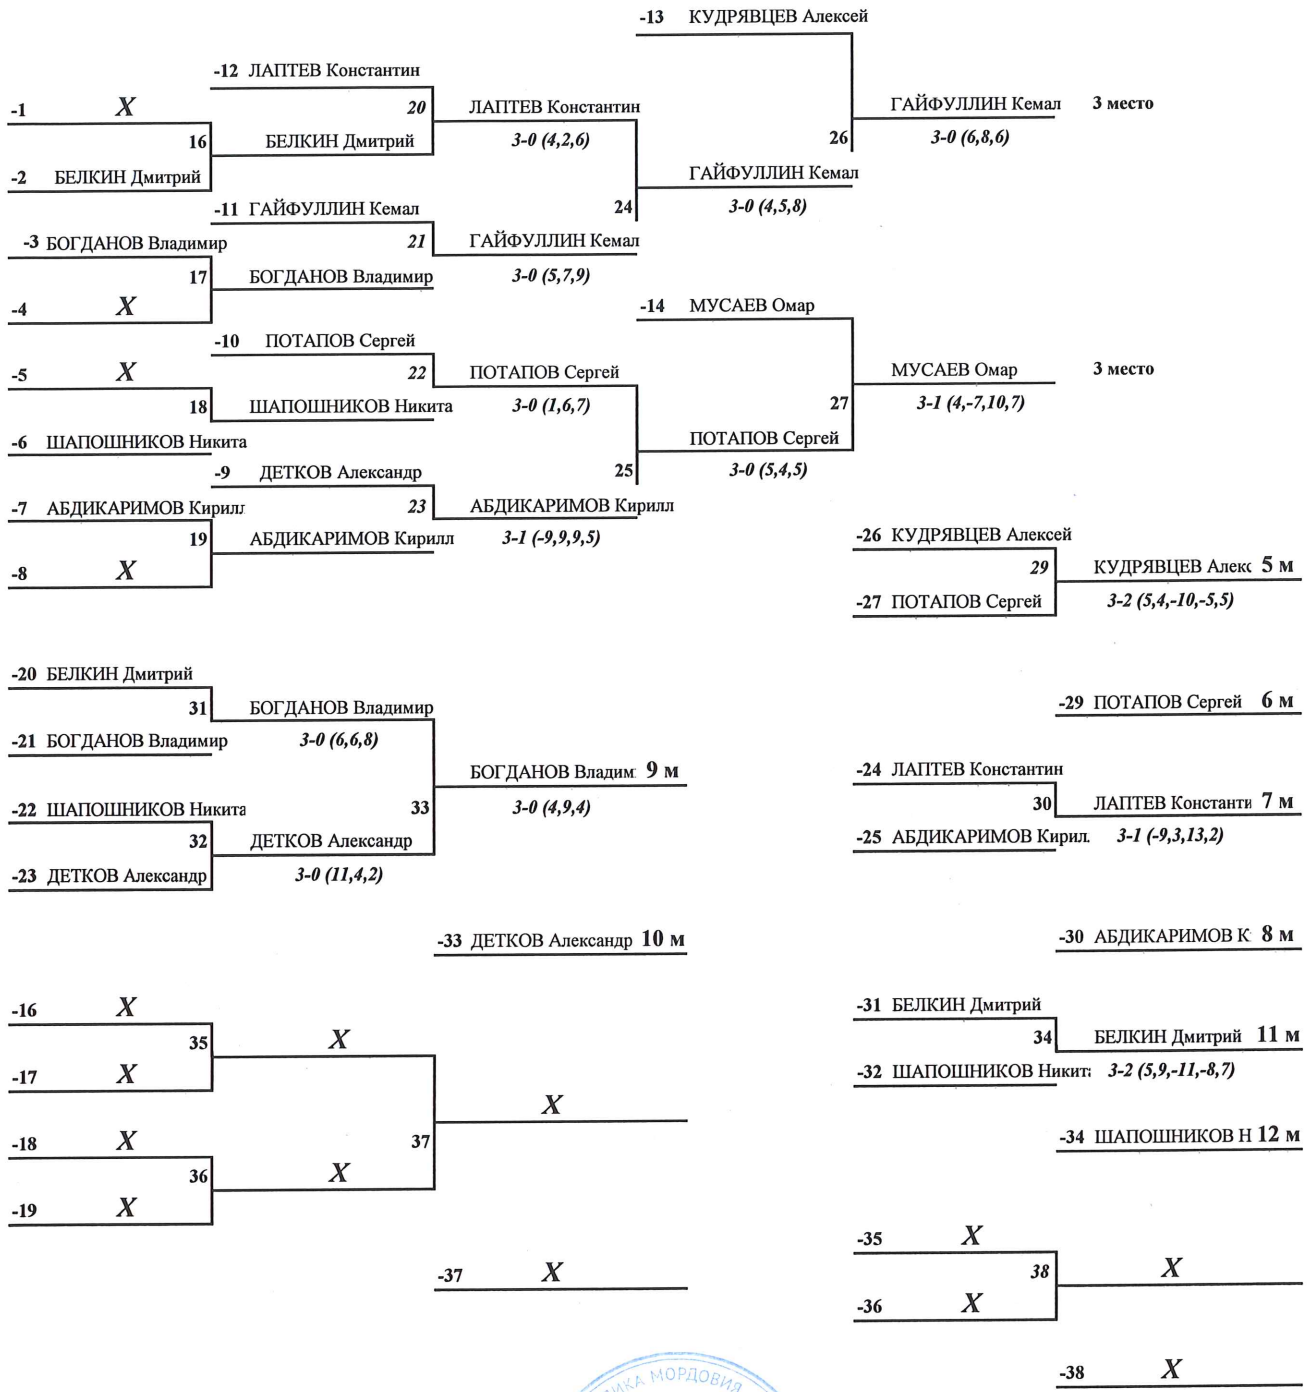 -13 КУДРЯВЦЕВ Алексей
-12 ЛАПТЕВ Константин
-1 X
20 ЛАПТЕВ Константин
ГАЙФУЛЛИН Кемал 3 место
16 БЕЛКИН Дмитрий 3-0 (4,2,6) 26 3-0 (6,8,6)
-2 БЕЛКИН Дмитрий
ГАЙФУЛЛИН Кемал
-11 ГАЙФУЛЛИН Кемал 24 3-0 (4,5,8)
-3 БОГДАНОВ Владимир 21 ГАЙФУЛЛИН Кемал
17 БОГДАНОВ Владимир 3-0 (5,7,9)
-4 X -14 МУСАЕВ Омар
-10 ПОТАПОВ Сергей
-5 X 22 ПОТАПОВ Сергей МУСАЕВ Омар 3 место
18 ШАПОШНИКОВ Никита 3-0 (1,6,7) 27 3-1 (4,-7,10,7)
-6 ШАПОШНИКОВ Никита ПОТАПОВ Сергей
-9 ДЕТКОВ Александр 25 3-0 (5,4,5)
-7 АБДИКАРИМОВ Кирилл 23 АБДИКАРИМОВ Кирилл
19 АБДИКАРИМОВ Кирилл 3-1 (-9,9,9,5) -26 КУДРЯВЦЕВ Алексей
-8 X 29 КУДРЯВЦЕВ Алекс 5 м
-27 ПОТАПОВ Сергей 3-2 (5,4,-10,-5,5)
-20 БЕЛКИН Дмитрий
31 БОГДАНОВ Владимир -29 ПОТАПОВ Сергей 6 м
-21 БОГДАНОВ Владимир 3-0 (6,6,8)
БОГДАНОВ Владим 9 м -24 ЛАПТЕВ Константин
-22 ШАПОШНИКОВ Никита 33 3-0 (4,9,4) 30 ЛАПТЕВ Константи 7 м
32 ДЕТКОВ Александр -25 АБДИКАРИМОВ Кирил 3-1 (-9,3,13,2)
-23 ДЕТКОВ Александр 3-0 (11,4,2)
-33 ДЕТКОВ Александр 10 м -30 АБДИКАРИМОВ К 8 м
-16 X -31 БЕЛКИН Дмитрий
35 X 34 БЕЛКИН Дмитрий 11 м
-17 X -32 ШАПОШНИКОВ Никита 3-2 (5,9,-11,-8,7)
X
-18 X 37 -34 ШАПОШНИКОВ Н 12 м
36 X
-19 X
-35 X
-37 X 38 X
-36 X
-38 X
МОРДОВИЯ